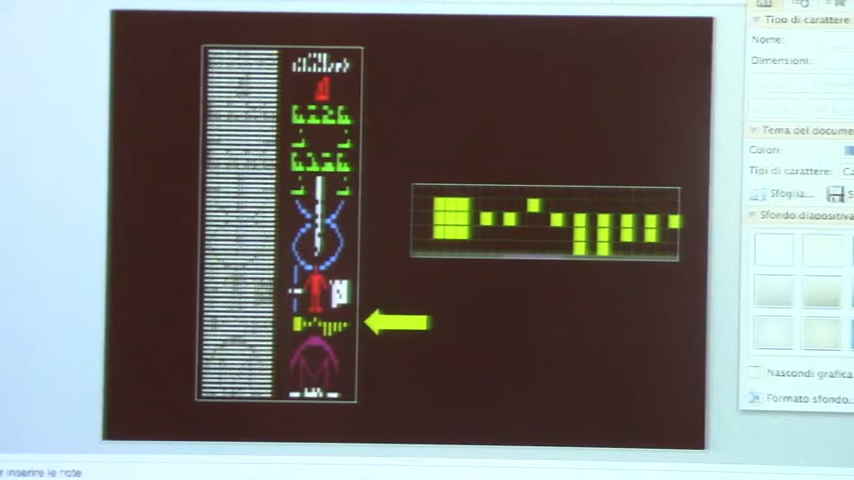 Tipo di carattere
Nome:
Dimensioni:
Tema del docume
Colori:
Tipi di carattere: Ca
Sfoglia... S
Sfondo diapositiva
Nascondi grafica
Formato sfondo..
r inserire le note